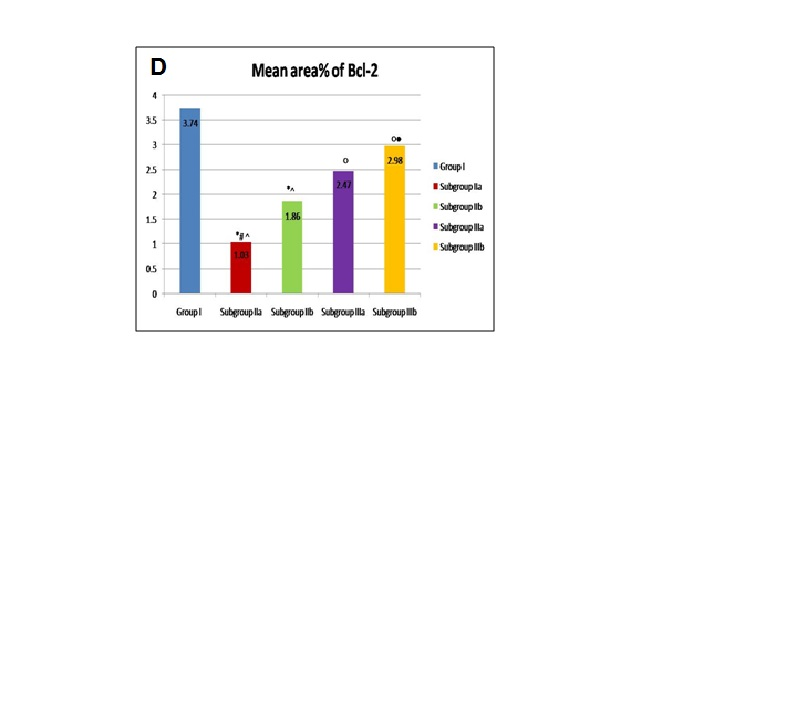 D
Mean area% of Bcl-2
4
3.5
3
2.5
2
1.5
1
0.5
0
3.74
*#^
1.03
*^
1.86
o
2.47
o●
2.98
Group I
Subgroup IIa
Subgroup IIb
Subgroup IIIa
Subgroup IIIb
Group I
Subgroup IIa
Subgroup IIb
Subgroup IIIa
Subgroup IIIb